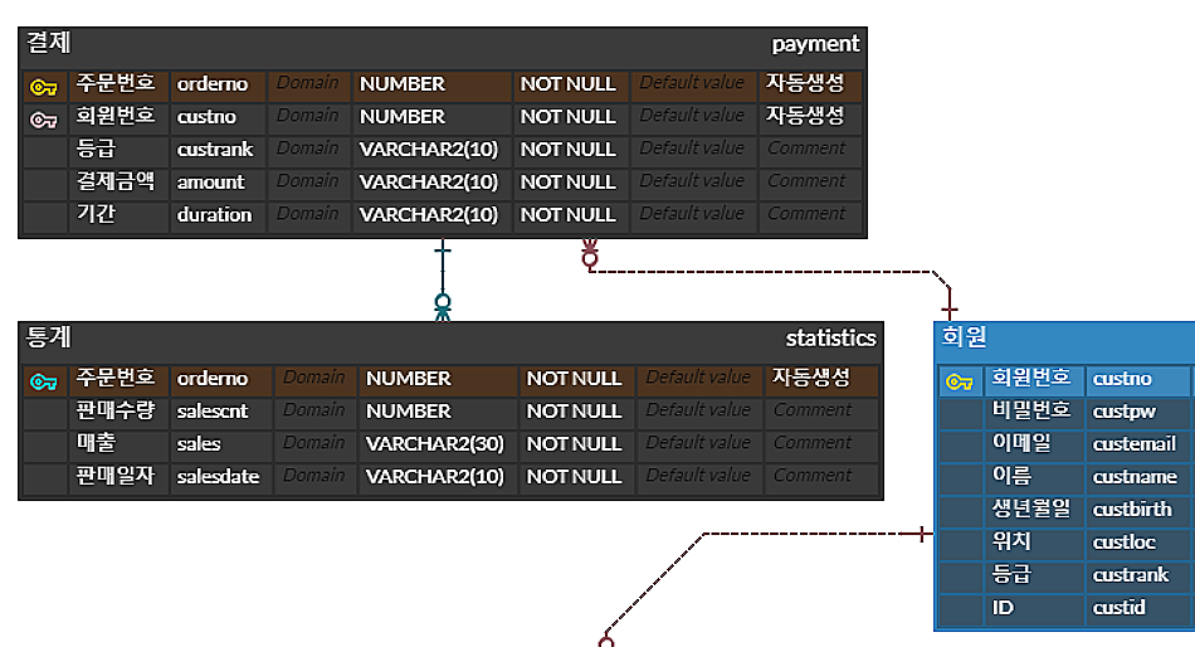 결제 payment
주문번호 orderno Domain NUMBER NOT NULL Default value 자동생성
회원번호 custno Domain NUMBER NOT NULL Default value 자동생성
등급 custrank Domain VARCHAR2(10) NOT NULL Default value Comment
결제금액 amount Domain VARCHAR2(10) NOT NULL Default value Comment
기간 duration Domain VARCHAR2(10) NOT NULL Default value Comment
통계 statistics
주문번호 orderno Domain NUMBER NOT NULL Default value 자동생성
판매수량 salescnt Domain NUMBER NOT NULL Default value Comment
매출 sales Domain VARCHAR2(30) NOT NULL Default value Comment
판매일자 salesdate Domain VARCHAR2(10) NOT NULL Default value Comment
회원
회원번호 custno
비밀번호 custpw
이메일 custemail
이름 custname
생년월일 custbirth
위치 custloc
등급 custrank
ID custid